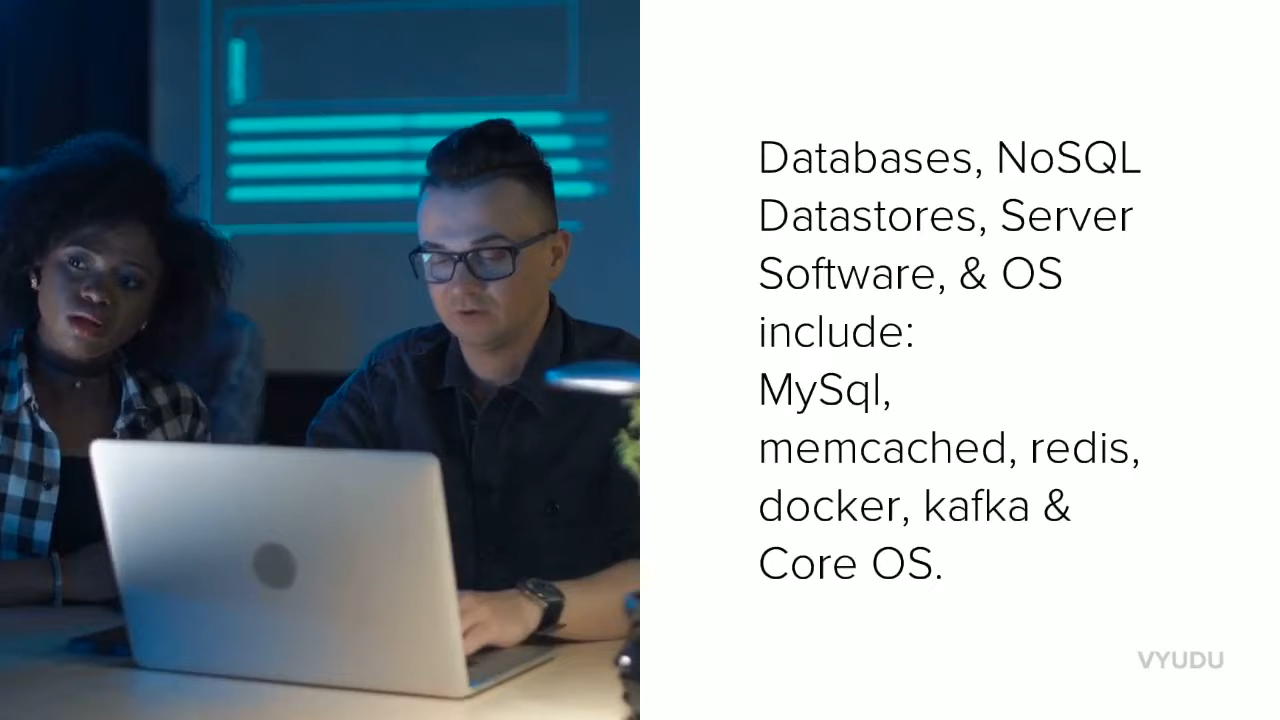 Databases, NoSQL
Datastores, Server
Software, & OS
include:
MySql,
memcached, redis,
docker, kafka &
Core OS.
VYUDU